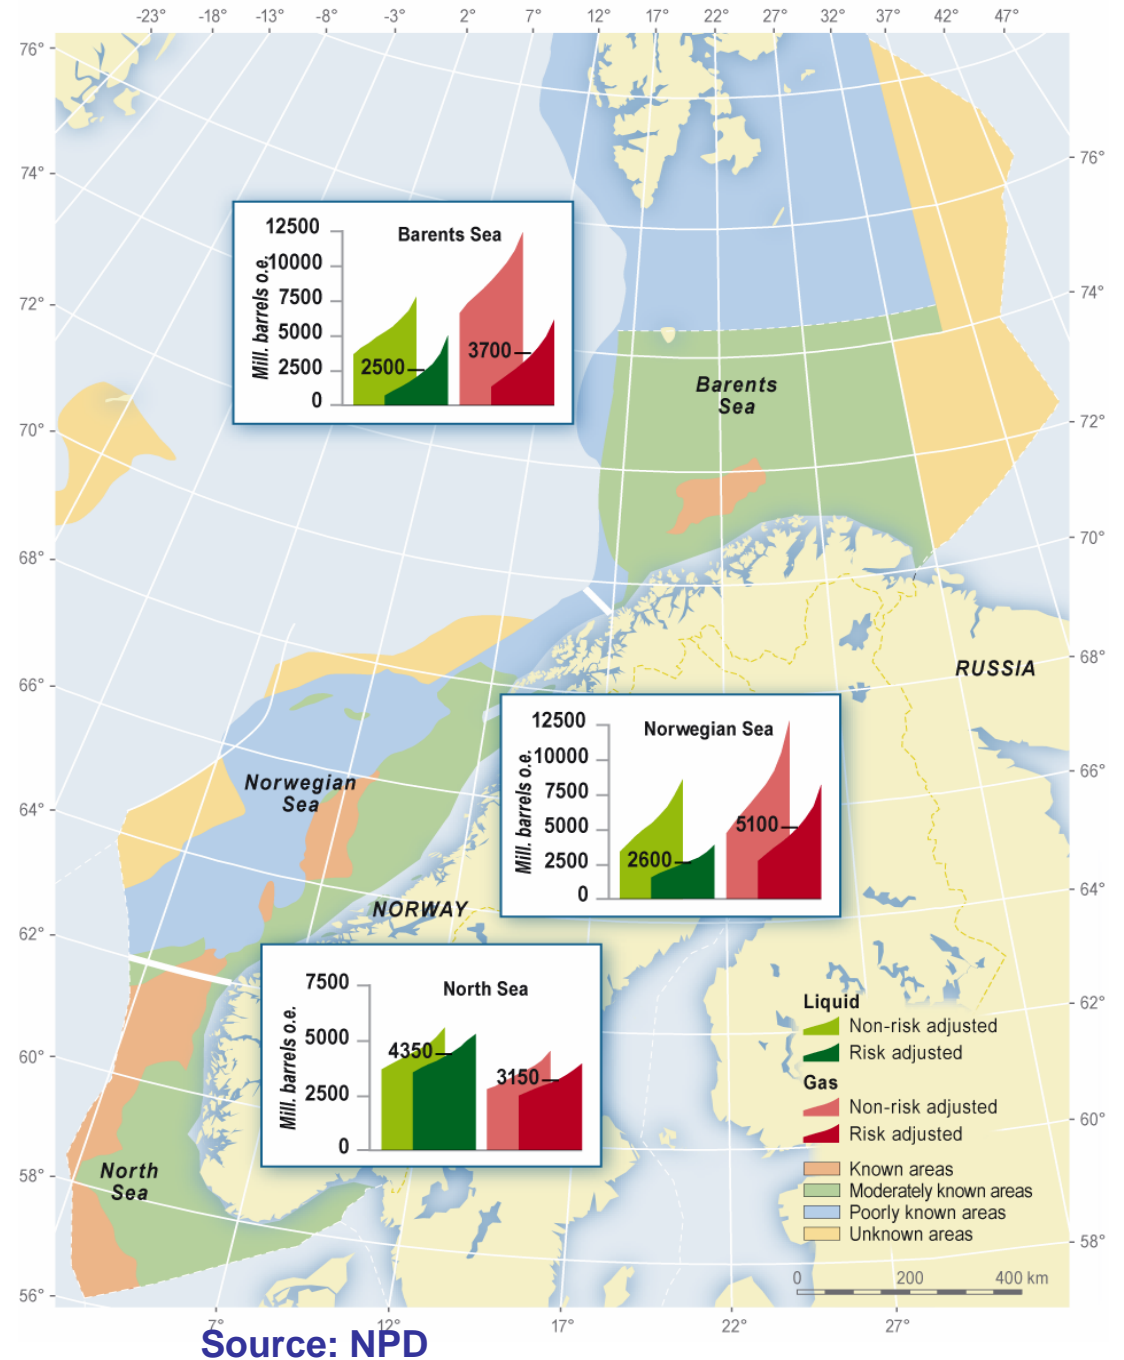 -23° -18° -13° -8° -3° 2° 7° 12° 17° 22° 27° 32° 37° 42° 47°
76°
74°
72°
70°
68°
66°
64°
62°
60°
58°
56°
76°
74°
72°
70°
68°
66°
64°
62°
60°
58°
Barents Sea
Mill. barrels o.e.
12500
10000
7500
5000
2500
0
2500
3700
Barents
Sea
RUSSIA
Norwegian Sea
Mill. barrels o.e.
12500
10000
7500
5000
2500
0
2600
5100
Norwegian
Sea
NORWAY
North Sea
Mill. barrels o.e.
7500
5000
2500
0
4350
3150
North
Sea
Liquid
Non-risk adjusted
Risk adjusted
Gas
Non-risk adjusted
Risk adjusted
Known areas
Moderately known areas
Poorly known areas
Unknown areas
0 200 400 km
7° 12° 17° 22° 27°
Source: NPD